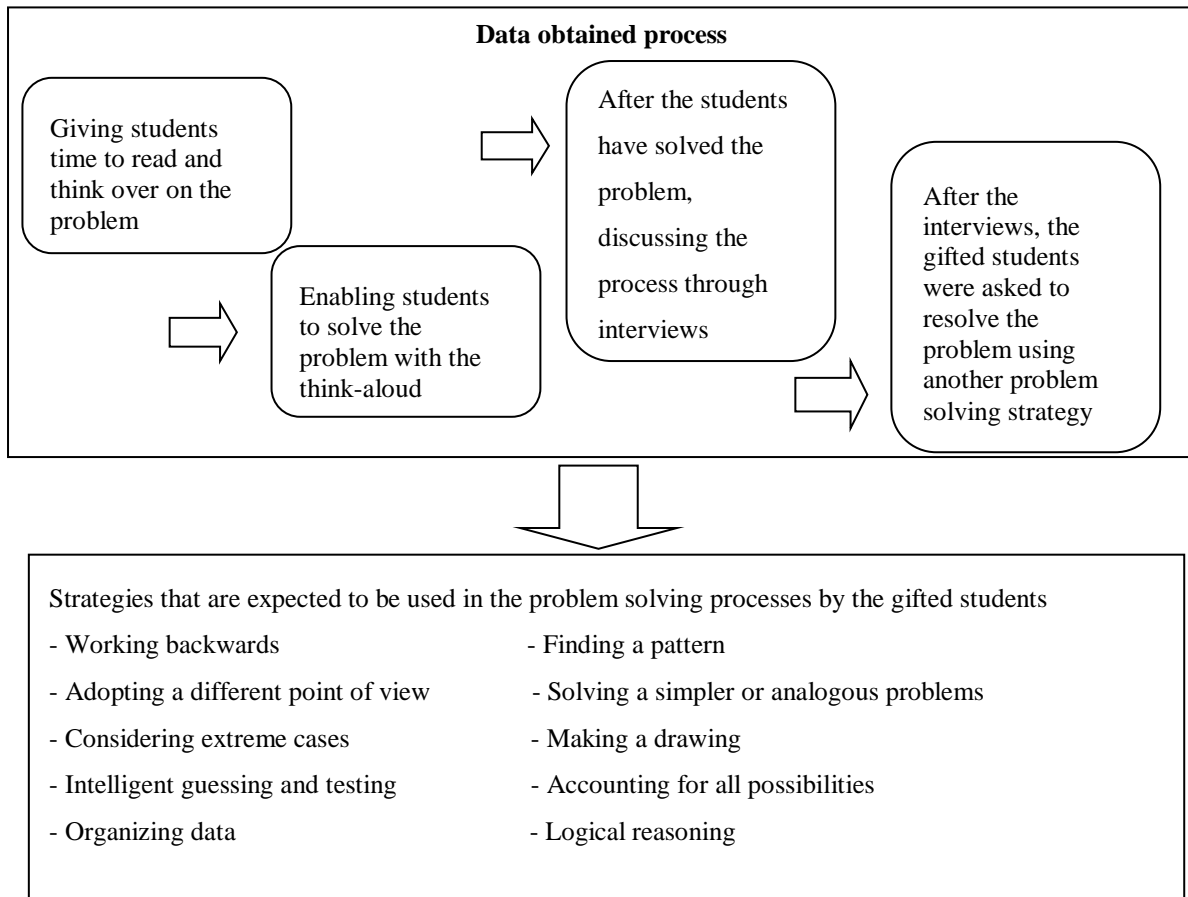 Data obtained process
Giving students
time to read and
think over on the
problem
Enabling students
to solve the
problem with the
think-aloud
After the students
have solved the
problem,
discussing the
process through
interviews
After the
interviews, the
gifted students
were asked to
resolve the
problem using
another problem
solving strategy
Strategies that are expected to be used in the problem solving processes by the gifted students
- Working backwards - Finding a pattern
- Adopting a different point of view - Solving a simpler or analogous problems
- Considering extreme cases - Making a drawing
- Intelligent guessing and testing - Accounting for all possibilities
- Organizing data - Logical reasoning